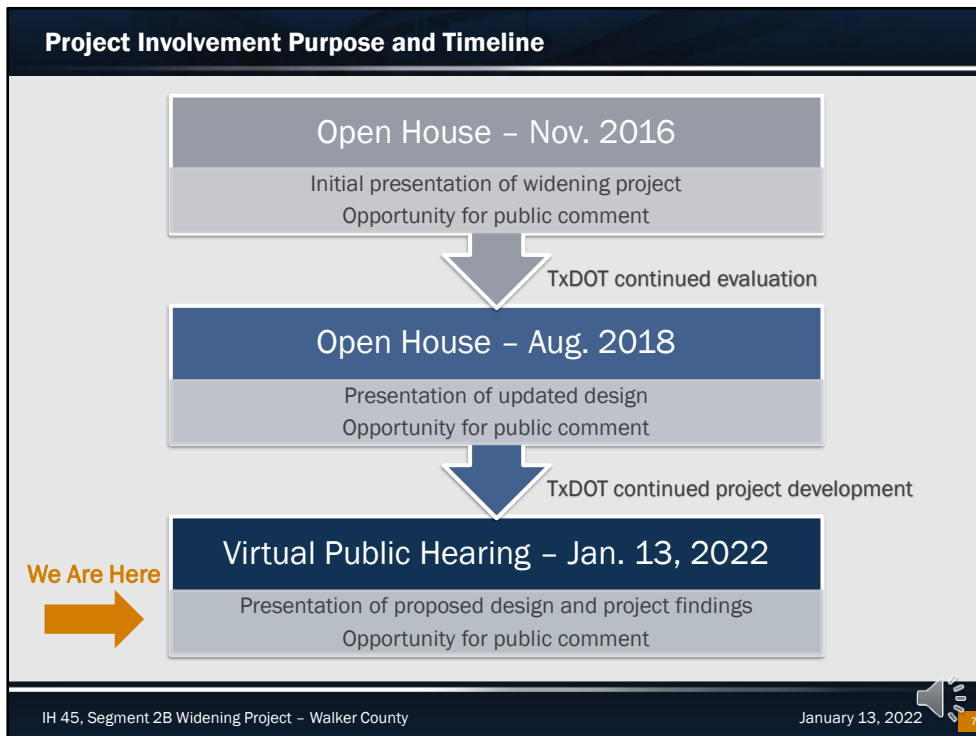 Project Involvement Purpose and Timeline
Open House – Nov. 2016
Initial presentation of widening project
Opportunity for public comment
TxDOT continued evaluation
Open House – Aug. 2018
Presentation of updated design
Opportunity for public comment
TxDOT continued project development
Virtual Public Hearing – Jan. 13, 2022
We Are Here
Presentation of proposed design and project findings
Opportunity for public comment
IH 45, Segment 2B Widening Project – Walker County
January 13, 2022
7